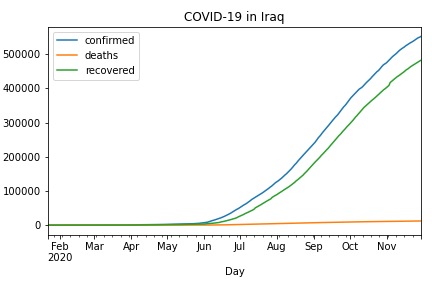 COVID-19 in Iraq
confirmed
deaths
recovered
500000
400000
300000
200000
100000
0
Feb Mar Apr May Jun Jul Aug Sep Oct Nov
2020
Day